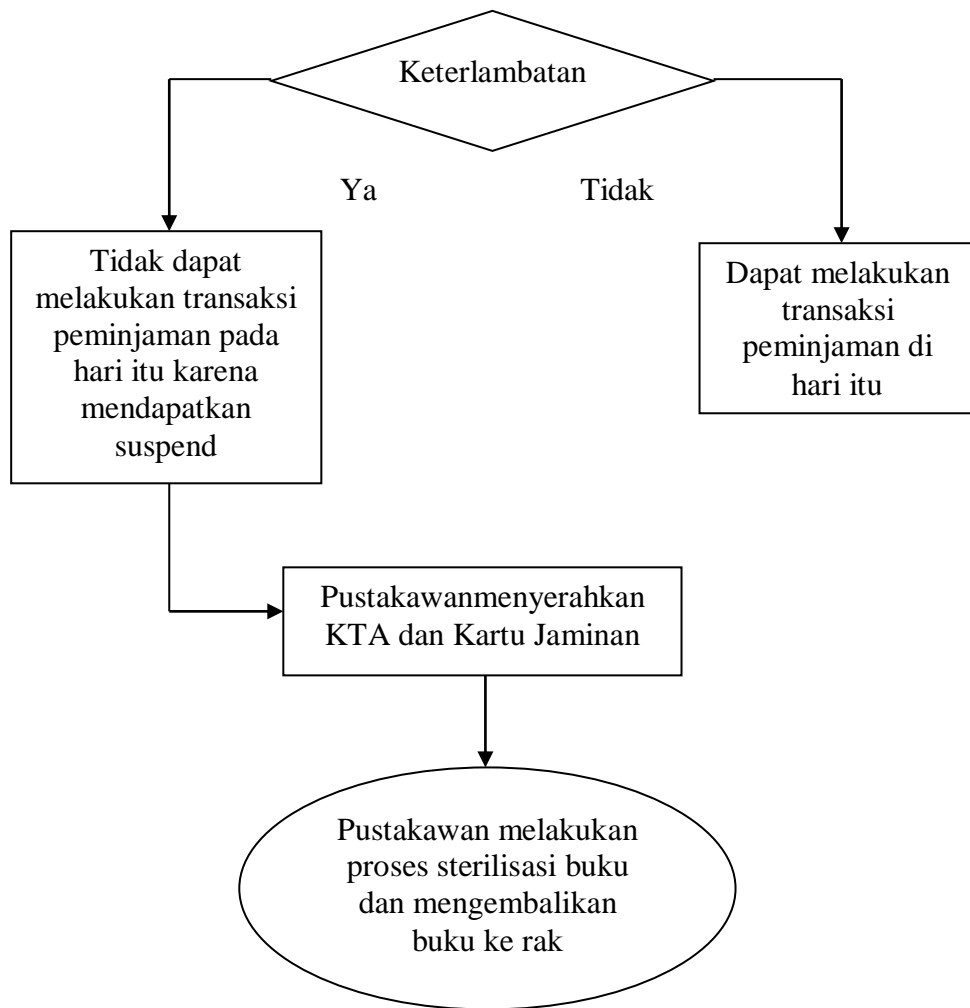 Keterlambatan
Ya
Tidak
Tidak dapat
melakukan transaksi
peminjaman pada
hari itu karena
mendapatkan
suspend
Dapat melakukan
transaksi
peminjaman di
hari itu
Pustakawanmenyerahkan
KTA dan Kartu Jaminan
Pustakawan melakukan
proses sterilisasi buku
dan mengembalikan
buku ke rak